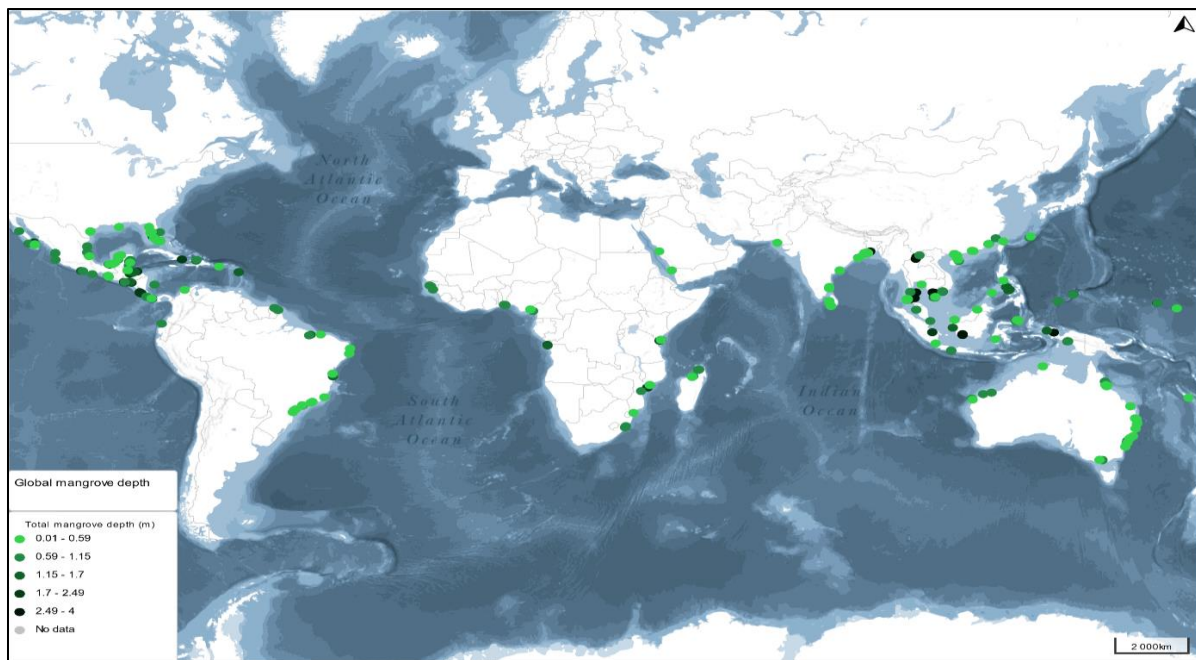 North
Atlantic
Ocean
South
Atlantic
Ocean
Indian
Ocean
Global mangrove depth
Total mangrove depth (m)
0.01 - 0.59
0.59 - 1.15
1.15 - 1.7
1.7 - 2.49
2.49 - 4
No data
2 000km